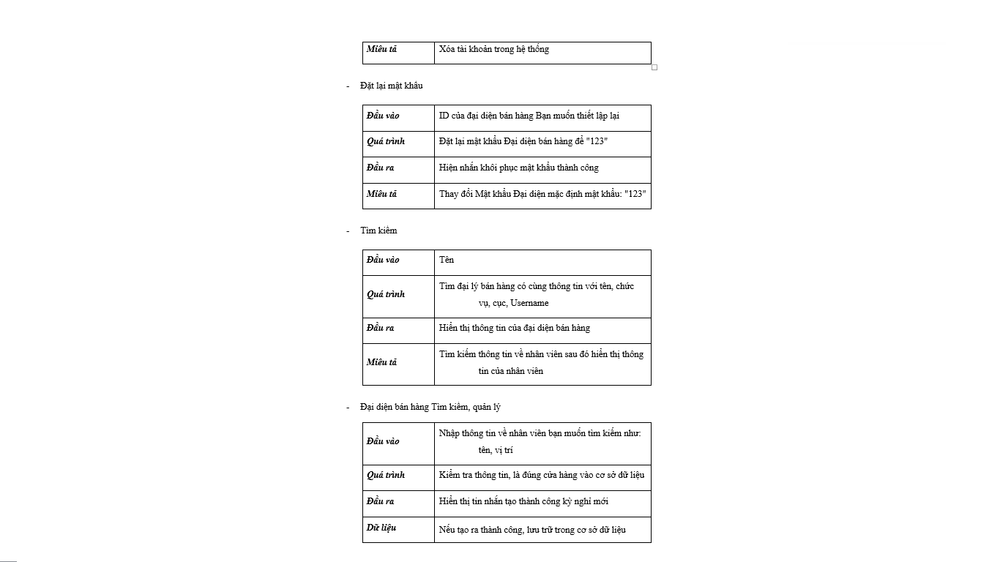 Miêu tả Xóa tài khoản trong hệ thống
- Đặt lại mật khẩu
Đầu vào ID của đại diện bán hàng Bạn muốn thiết lập lại
Quá trình Đặt lại mật khẩu Đại diện bán hàng để "123"
Đầu ra Hiện nhắn khôi phục mật khẩu thành công
Miêu tả Thay đổi Mật khẩu Đại diện mặc định mật khẩu: "123"
- Tìm kiếm
Đầu vào Tên
Quá trình Tìm đại lý bán hàng có cùng thông tin với tên, chức
vụ, cục, Username
Đầu ra Hiển thị thông tin của đại diện bán hàng
Miêu tả Tìm kiếm thông tin về nhân viên sau đó hiển thị thông
tin của nhân viên
- Đại diện bán hàng Tìm kiếm, quản lý
Đầu vào Nhập thông tin về nhân viên bạn muốn tìm kiếm như:
tên, vị trí
Quá trình Kiểm tra thông tin, là đúng cửa hàng vào cơ sở dữ liệu
Đầu ra Hiển thị tin nhắn tạo thành công kỳ nghỉ mới
Dữ liệu Nếu tạo ra thành công, lưu trữ trong cơ sở dữ liệu